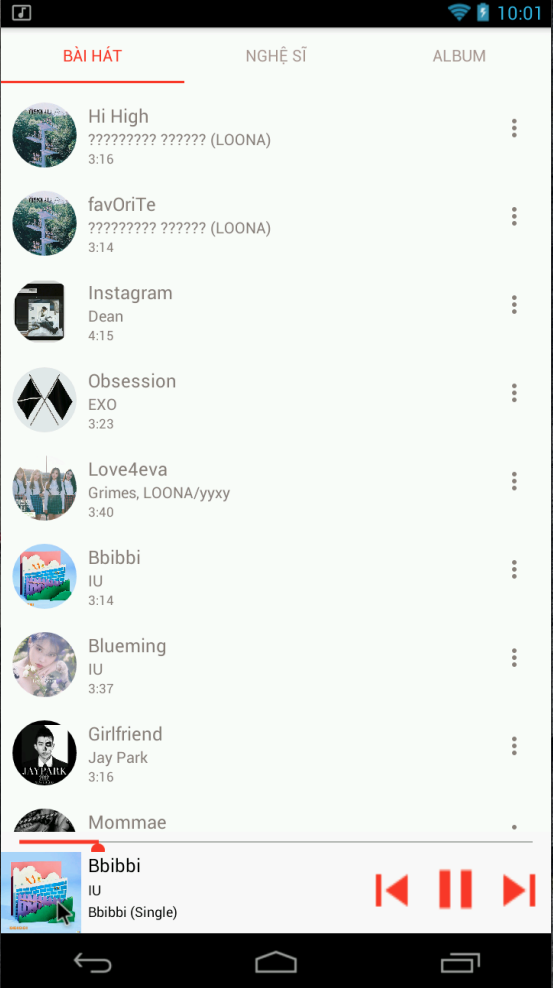 10:01
BÀI HÁT
NGHỆ SĨ
ALBUM
Hi High
????????? ?????? (LOONA)
3:16
favOriTe
????????? ?????? (LOONA)
3:14
Instagram
Dean
4:15
Obsession
EXO
3:23
Love4eva
Grimes, LOONA/yyxy
3:40
Bbibbi
IU
3:14
Blueming
IU
3:37
JAY PARK
Girlfriend
Jay Park
3:16
Mommae
Bbibbi
IU
Bbibbi (Single)